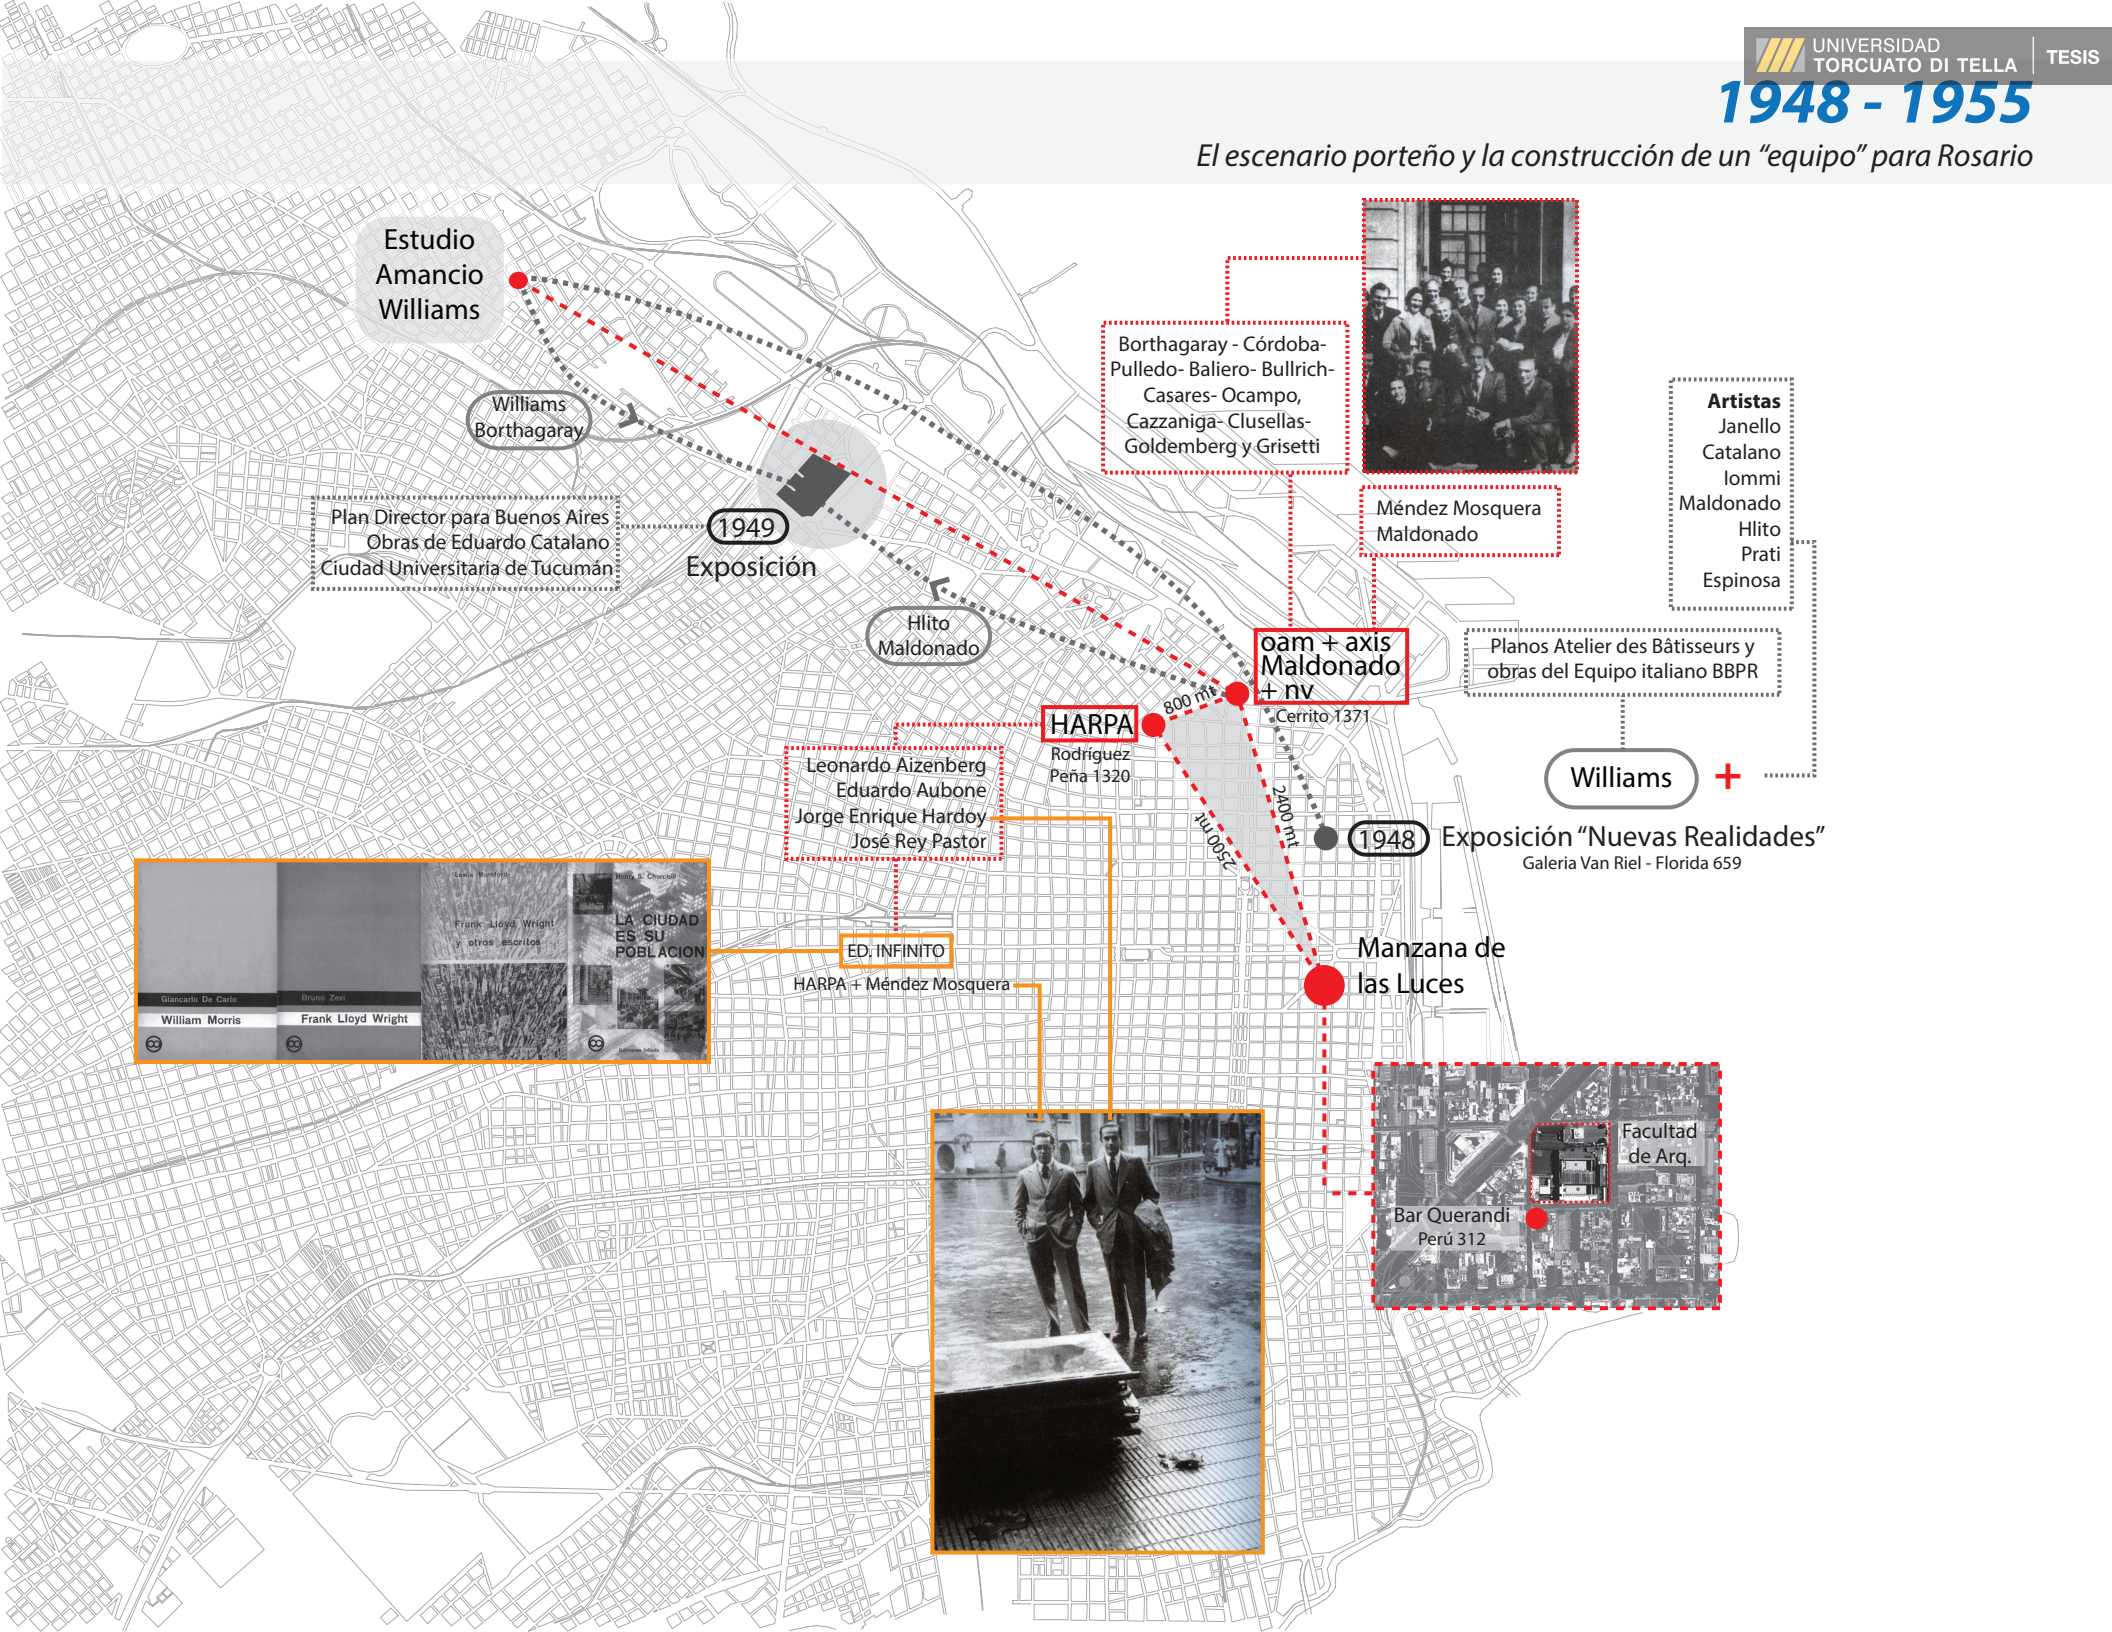 UNIVERSIDAD
TORCUATO DI TELLA
TESIS
1948 - 1955
El escenario porteño y la construcción de un “equipo” para Rosario
Estudio
Amancio
Williams
Williams
Borthagaray
Plan Director para Buenos Aires
Obras de Eduardo Catalano
Ciudad Universitaria de Tucumán
1949
Exposición
Hlito
Maldonado
Borthagaray - Córdoba-
Pulledo- Baliero- Bullrich-
Casares- Ocampo,
Cazzaniga- Clusellas-
Goldemberg y Grisetti
Méndez Mosquera
Maldonado
Artistas
Janello
Catalano
Iommi
Maldonado
Hlito
Prati
Espinosa
oam + axis
Maldonado
+ nv
Cerrito 1371
Planos Atelier des Bâtisseurs y
obras del Equipo italiano BBPR
Williams
+
800 mt
HARPA
Rodríguez
Peña 1320
Leonardo Aizenberg
Eduardo Aubone
Jorge Enrique Hardoy
José Rey Pastor
2400 mt
2500 mt
1948
Exposición “Nuevas Realidades”
Galeria Van Riel - Florida 659
Giancarlo De Carlo
William Morris
Bruno Zevi
Frank Lloyd Wright
Lewis Mumford
Frank Lloyd Wright
y otros escritos
Henry S. Churchill
LA CIUDAD
ES SU
POBLACION
Ediciones Infinito
ED. INFINITO
HARPA + Méndez Mosquera
Manzana de
las Luces
Facultad
de Arq.
Bar Querandi
Perú 312